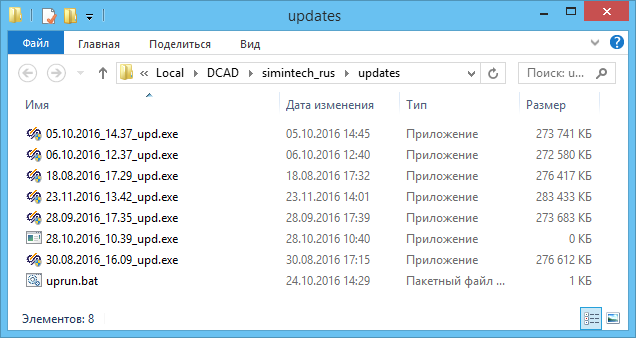 updates
Файл Главная Поделиться Вид
« Local DCAD simintech_rus updates Поиск: u...
Имя Дата изменения Тип Размер
05.10.2016_14.37_upd.exe 05.10.2016 14:45 Приложение 273 741 КБ
06.10.2016_12.37_upd.exe 06.10.2016 12:40 Приложение 272 580 КБ
18.08.2016_17.29_upd.exe 18.08.2016 17:32 Приложение 276 417 КБ
23.11.2016_13.42_upd.exe 23.11.2016 14:01 Приложение 283 433 КБ
28.09.2016_17.35_upd.exe 28.09.2016 17:39 Приложение 273 683 КБ
28.10.2016_10.39_upd.exe 28.10.2016 10:40 Приложение 0 КБ
30.08.2016_16.09_upd.exe 30.08.2016 17:15 Приложение 276 612 КБ
uprun.bat 24.10.2016 14:29 Пакетный файл ... 1 КБ
Элементов: 8